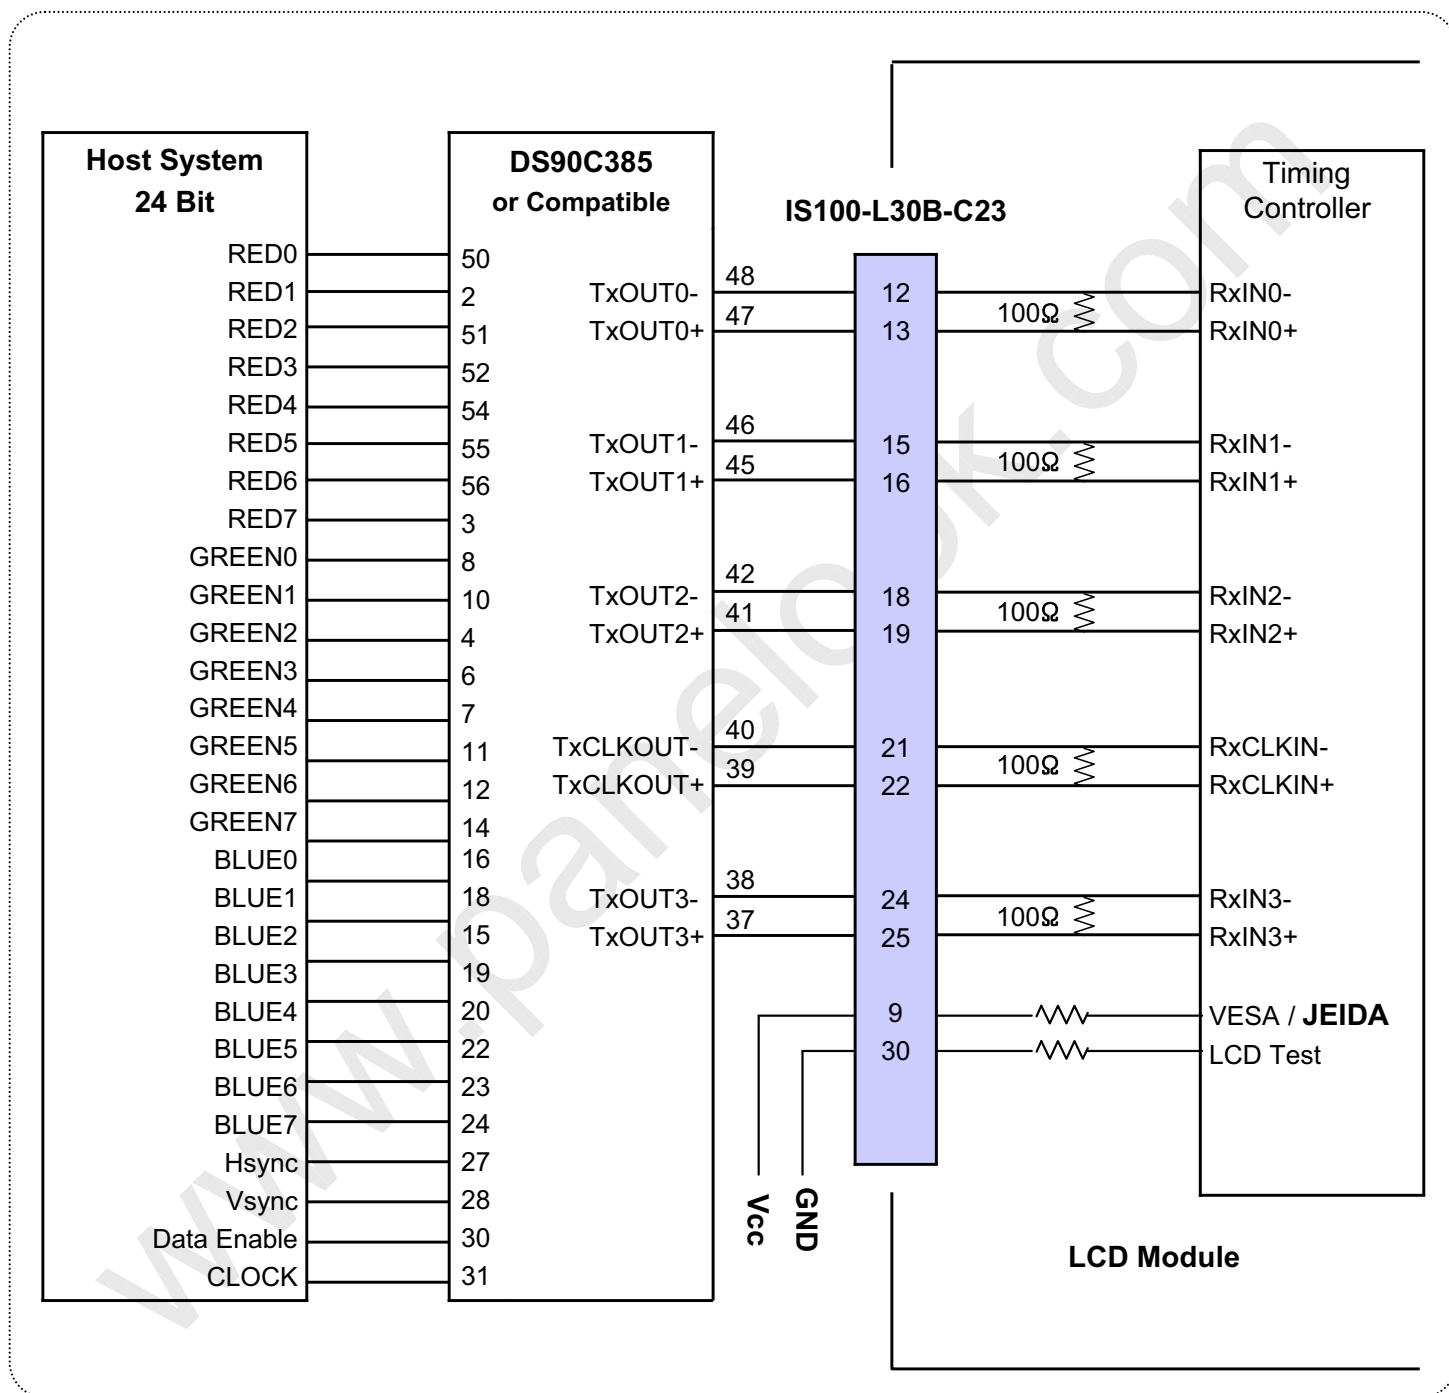 Host System
24 Bit
RED0
RED1
RED2
RED3
RED4
RED5
RED6
RED7
GREEN0
GREEN1
GREEN2
GREEN3
GREEN4
GREEN5
GREEN6
GREEN7
BLUE0
BLUE1
BLUE2
BLUE3
BLUE4
BLUE5
BLUE6
BLUE7
Hsync
Vsync
Data Enable
CLOCK
DS90C385
or Compatible
50
2
51
52
54
55
56
3
8
10
4
6
7
11
12
14
16
18
15
19
20
22
23
24
27
28
30
31
TxOUT0-
TxOUT0+
TxOUT1-
TxOUT1+
TxOUT2-
TxOUT2+
TxCLKOUT-
TxCLKOUT+
TxOUT3-
TxOUT3+
48
47
46
45
42
41
40
39
38
37
IS100-L30B-C23
12
13
15
16
18
19
21
22
24
25
9
30
Vcc
GND
100Ω
100Ω
100Ω
100Ω
100Ω
Timing
Controller
RxIN0-
RxIN0+
RxIN1-
RxIN1+
RxIN2-
RxIN2+
RxCLKIN-
RxCLKIN+
RxIN3-
RxIN3+
VESA / JEIDA
LCD Test
LCD Module
www.panelook.com